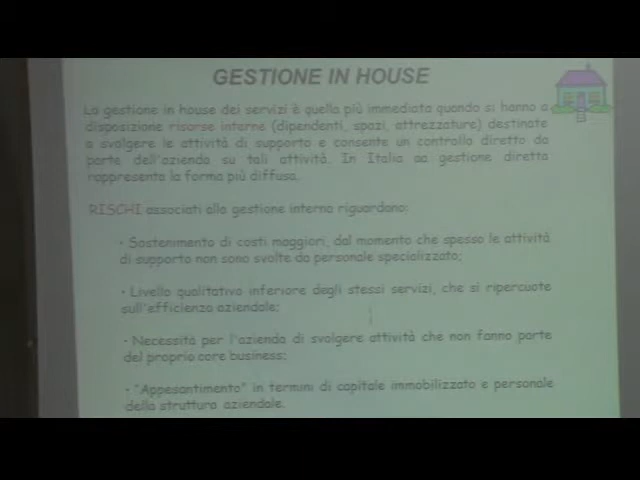 GESTIONE IN HOUSE
La gestione in house dei servizi è quella più immediata quando si hanno a
disposizione risorse interne (dipendenti, spazi, attrezzature) destinate
a svolgere le attività di supporto e consente un controllo diretto da
parte dell'azienda su tali attività. In Italia aa gestione diretta
rappresenta la forma più diffusa.
RISCHI associati alla gestione interna riguardano:
• Sostenimento di costi maggiori, dal momento che spesso le attività
di supporto non sono svolte da personale specializzato;
• Livello qualitativo inferiore degli stessi servizi, che si ripercuote
sull'efficienza aziendale;
• Necessità per l'azienda di svolgere attività che non fanno parte
del proprio core business;
• "Appesantimento" in termini di capitale immobilizzato e personale
della struttura aziendale.